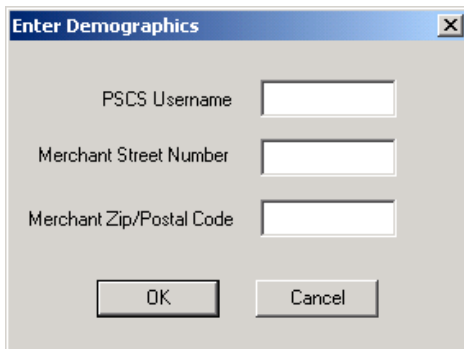 Enter Demographics
PSCS Username
Merchant Street Number
Merchant Zip/Postal Code
OK Cancel